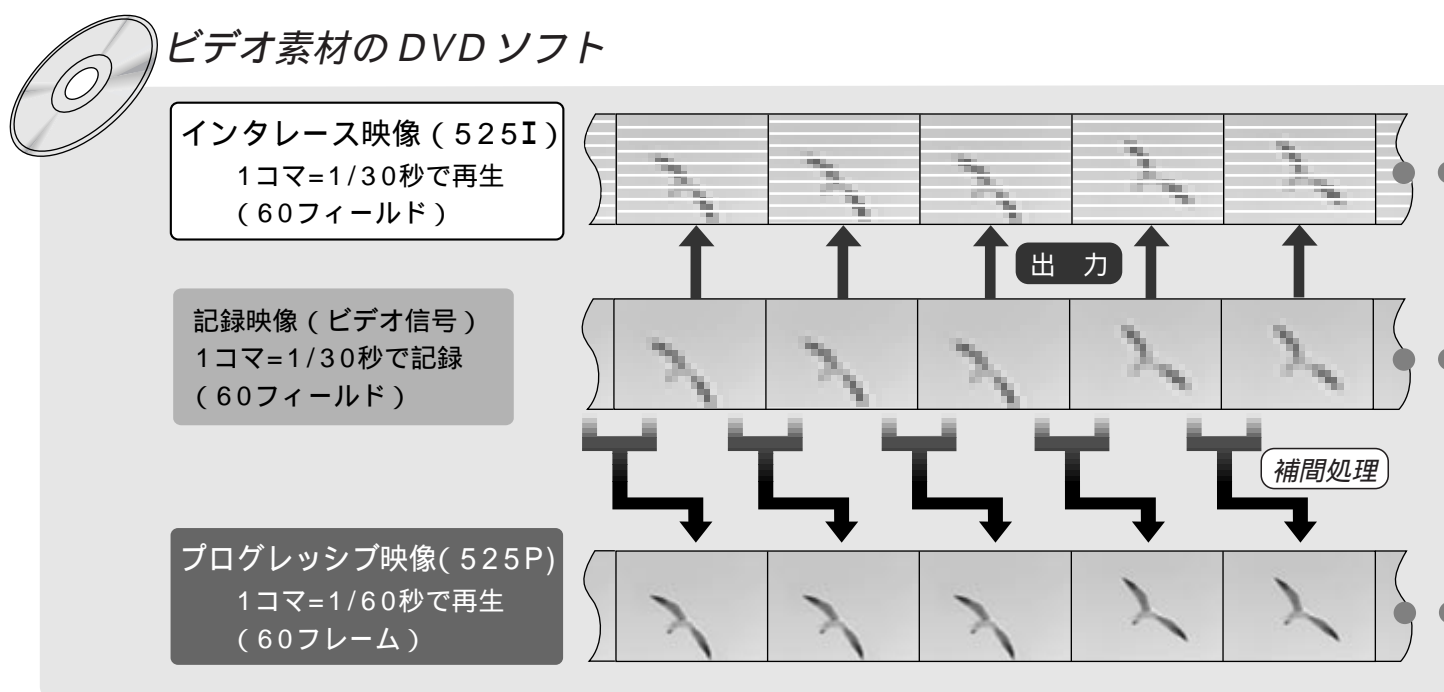 ビデオ素材のDVDソフト
インタレース映像(525I)
1コマ=1/30秒で再生
(60フィールド)
出 力
記録映像(ビデオ信号)
1コマ=1/30秒で記録
(60フィールド)
補間処理
プログレッシブ映像(525P)
1コマ=1/60秒で再生
(60フレーム)